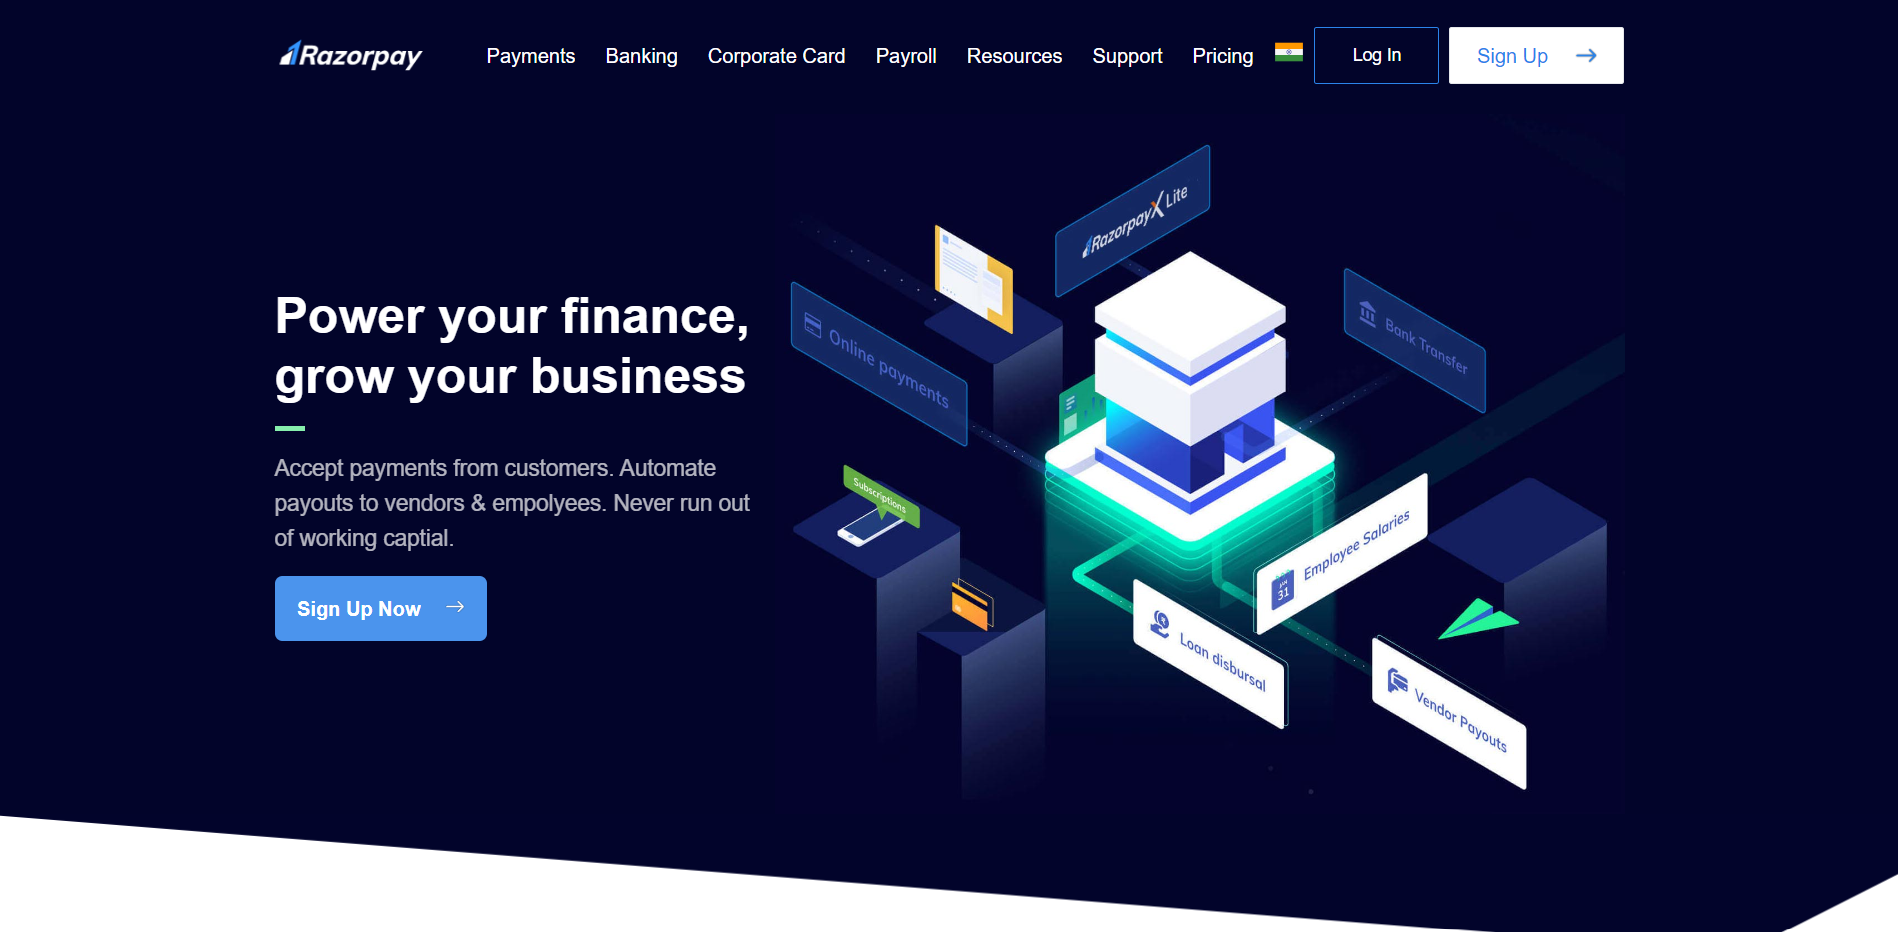 Razorpay
Payments
Banking
Corporate Card
Payroll
Resources
Support
Pricing
Log In
Sign Up
Power your finance,
grow your business
Accept payments from customers. Automate
payouts to vendors & empolyees. Never run out
of working captial.
Sign Up Now
RazorpayX Lite
Online payments
Bank Transfer
Subscriptions
JAN
31
Employee Salaries
Loan disbursal
Vendor Payouts